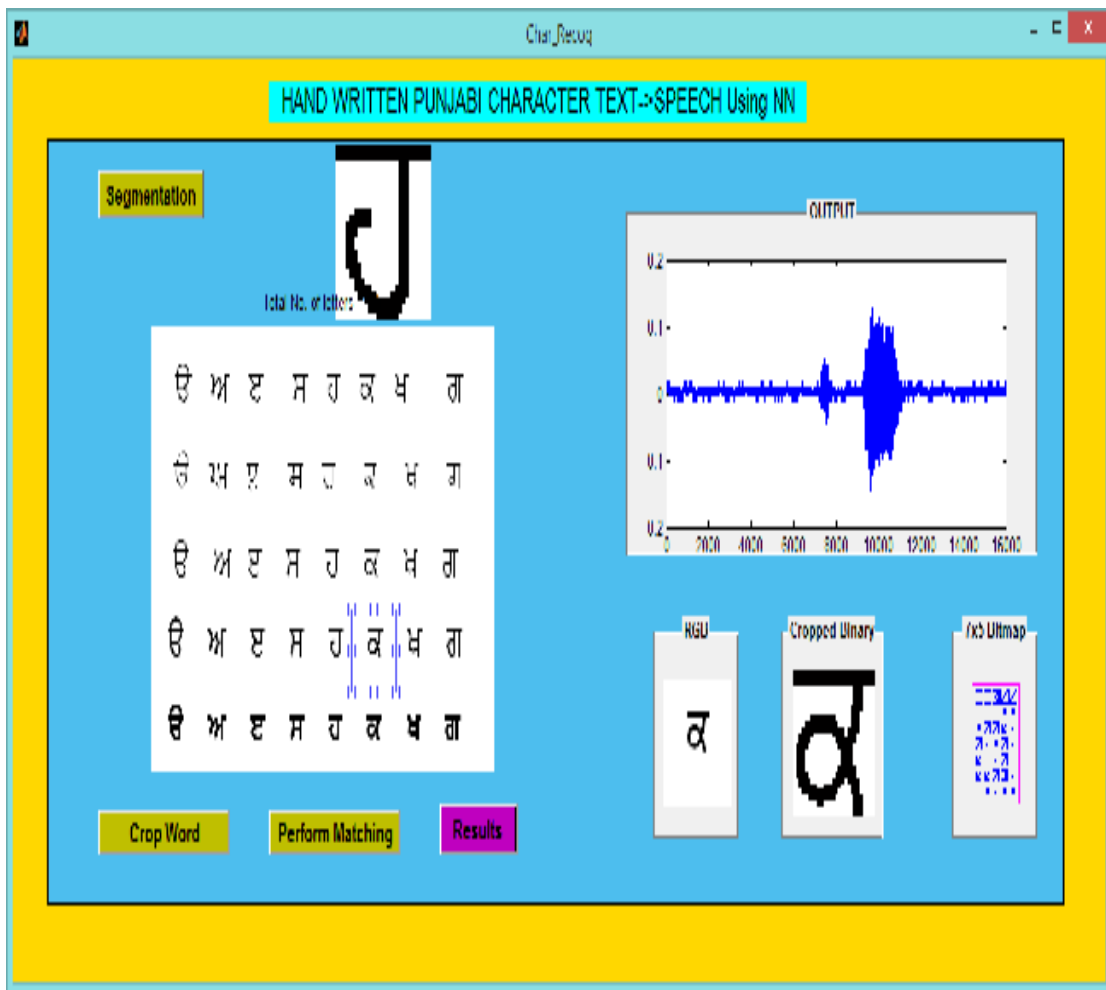 Char_Recog
HAND WRITTEN PUNJABI CHARACTER TEXT->SPEECH Using NN
Segmentation
ਹ
Total No. of letters
ੳ ਅ ੲ ਸ ਹ ਕ ਖ ਗ
ੳ ਅ ੲ ਸ ਹ ਕ ਖ ਗ
ੳ ਅ ੲ ਸ ਹ ਕ ਖ ਗ
ੳ ਅ ੲ ਸ ਹ ਕ ਖ ਗ
ੳ ਅ ੲ ਸ ਹ ਕ ਖ ਗ
Crop Word
Perform Matching
Results
OUTPUT
0.2
0.1
0
0.1
0.2
0 2000 4000 6000 8000 10000 12000 14000 16000
RGB
Cropped Binary
7x5 Bitmap
ਕ
ਕ